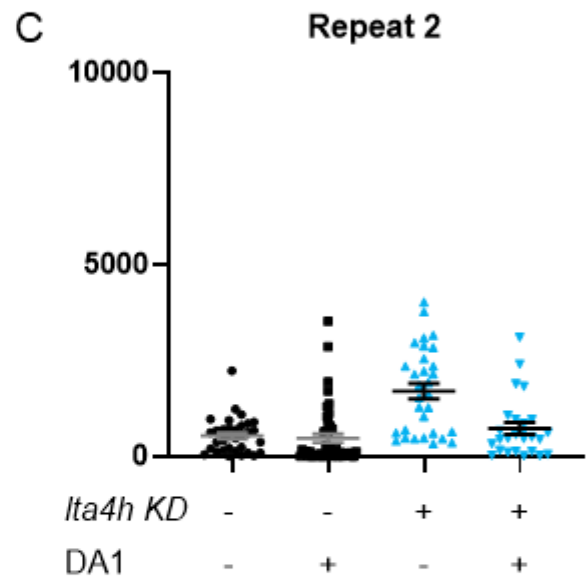 C
Repeat 2
10000
5000
0
lta4h KD - - + +
DA1 - + - +